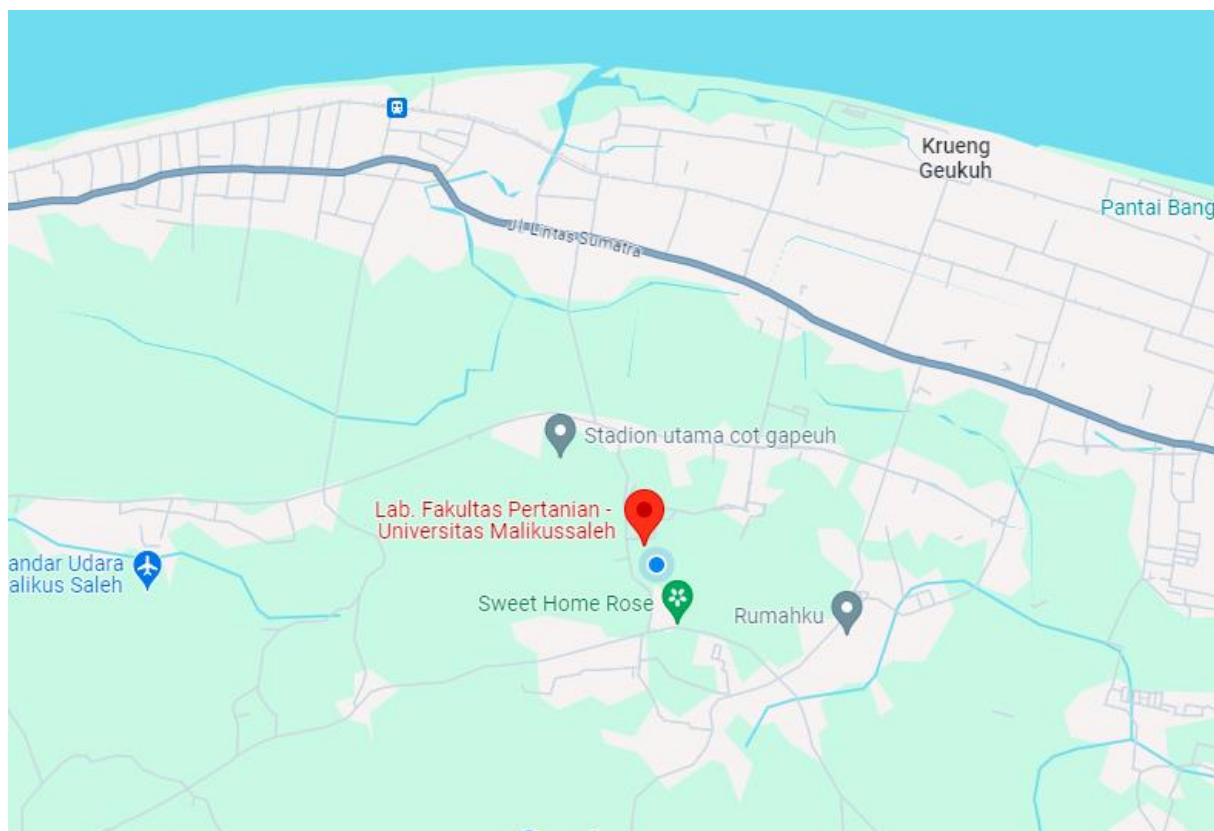 Krueng
Geukuh
Pantai Bang
Jl. Lintas Sumatra
Stadion utama cot gapeuh
Lab. Fakultas Pertanian -
Universitas Malikussaleh
andar Udara
alikus Saleh
Sweet Home Rose
Rumahku